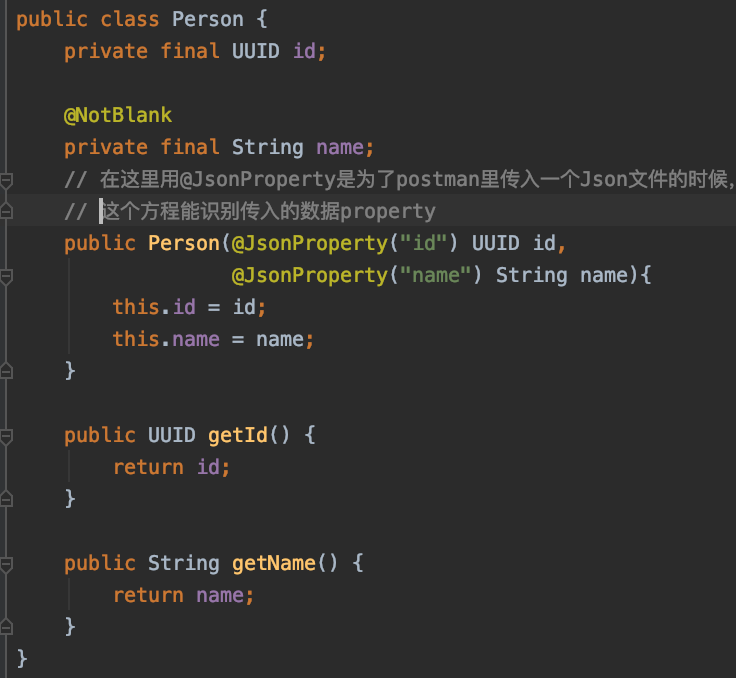 public class Person {
private final UUID id;
@NotBlank
private final String name;
// 在这里用@JsonProperty是为了postman里传入一个Json文件的时候，
// 这个方程能识别传入的数据property
public Person(@JsonProperty("id") UUID id,
@JsonProperty("name") String name){
this.id = id;
this.name = name;
}
public UUID getId() {
return id;
}
public String getName() {
return name;
}
}